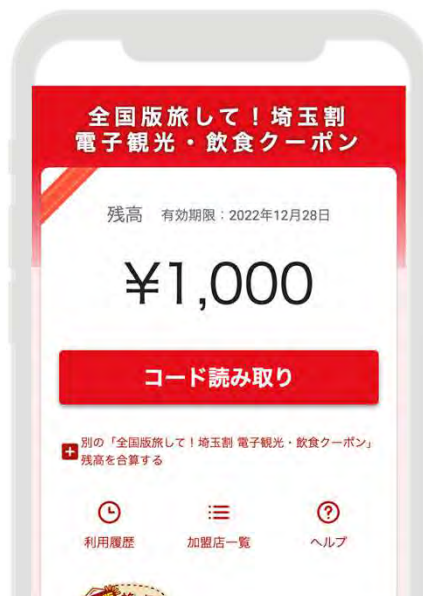 全国版旅して！埼玉割
電子観光・飲食クーポン
残高 有効期限：2022年12月28日
¥1,000
コード読み取り
別の「全国版旅して！埼玉割 電子観光・飲食クーポン」
残高を合算する
利用履歴 加盟店一覧 ヘルプ